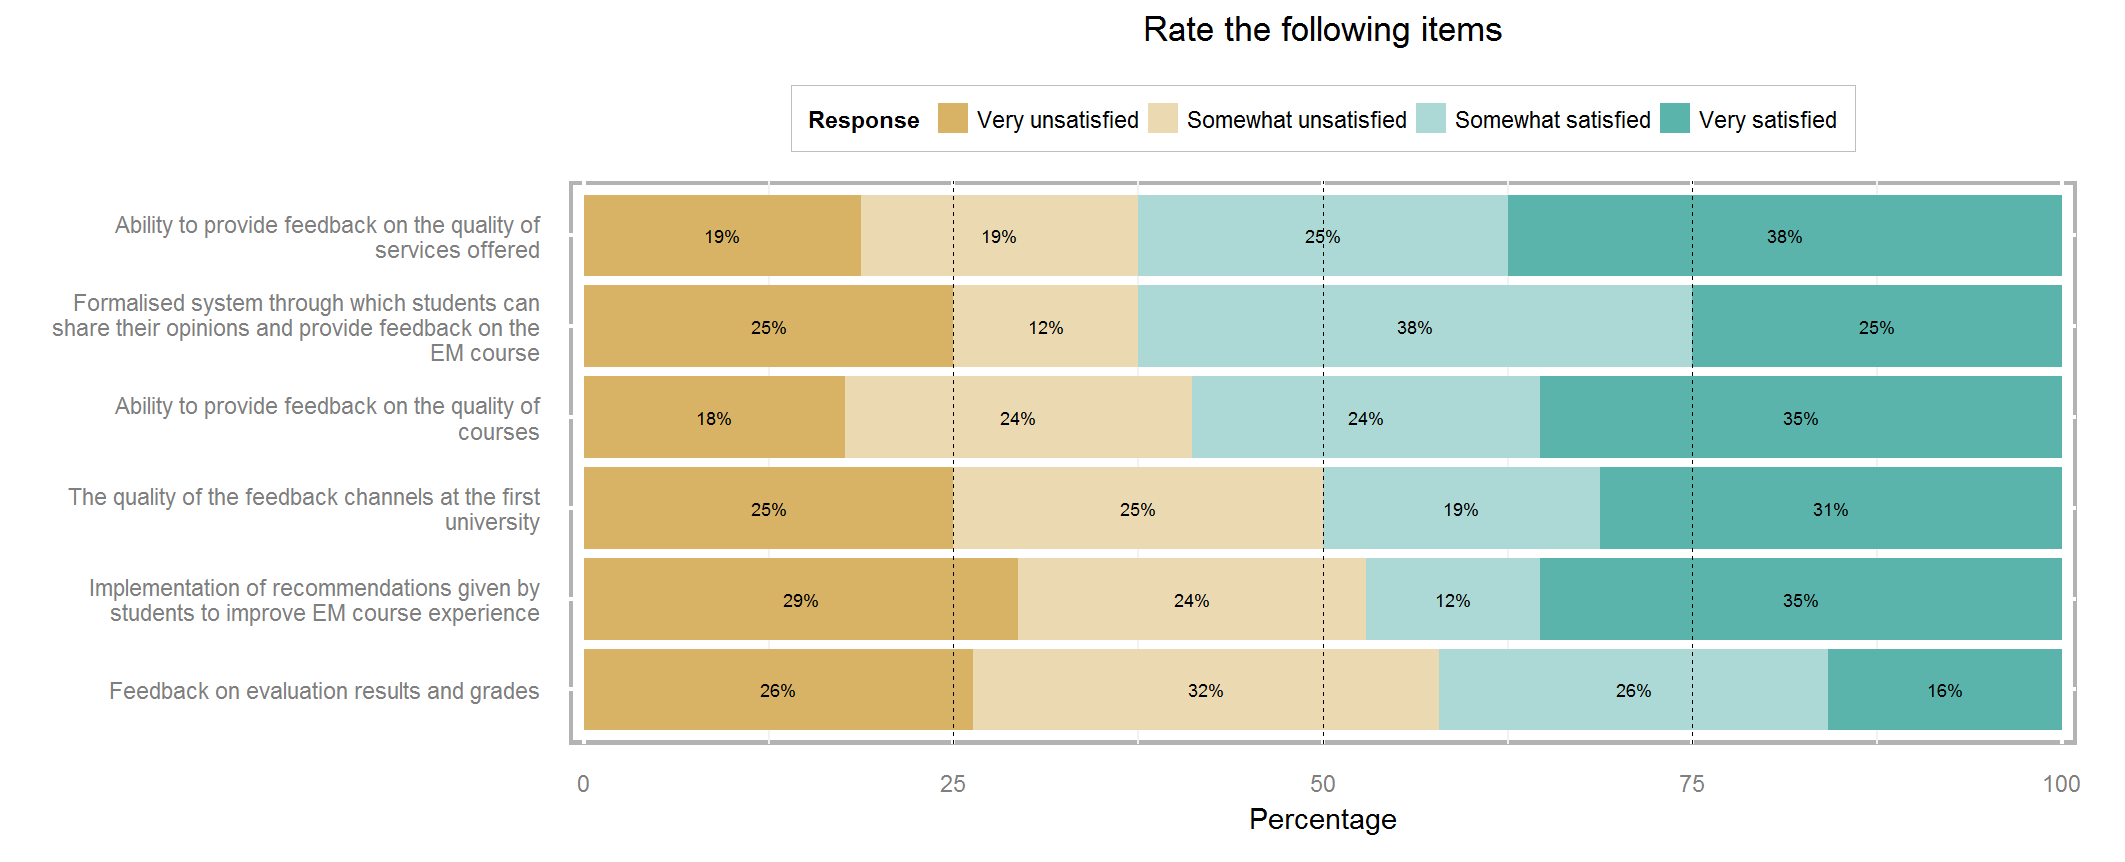 Rate the following items
Response Very unsatisfied Somewhat unsatisfied Somewhat satisfied Very satisfied
Ability to provide feedback on the quality of
services offered
19% 19% 25% 38%
Formalised system through which students can
share their opinions and provide feedback on the
EM course
25% 12% 38% 25%
Ability to provide feedback on the quality of
courses
18% 24% 24% 35%
The quality of the feedback channels at the first
university
25% 25% 19% 31%
Implementation of recommendations given by
students to improve EM course experience
29% 24% 12% 35%
Feedback on evaluation results and grades
26% 32% 26% 16%
0 25 50 75 100
Percentage